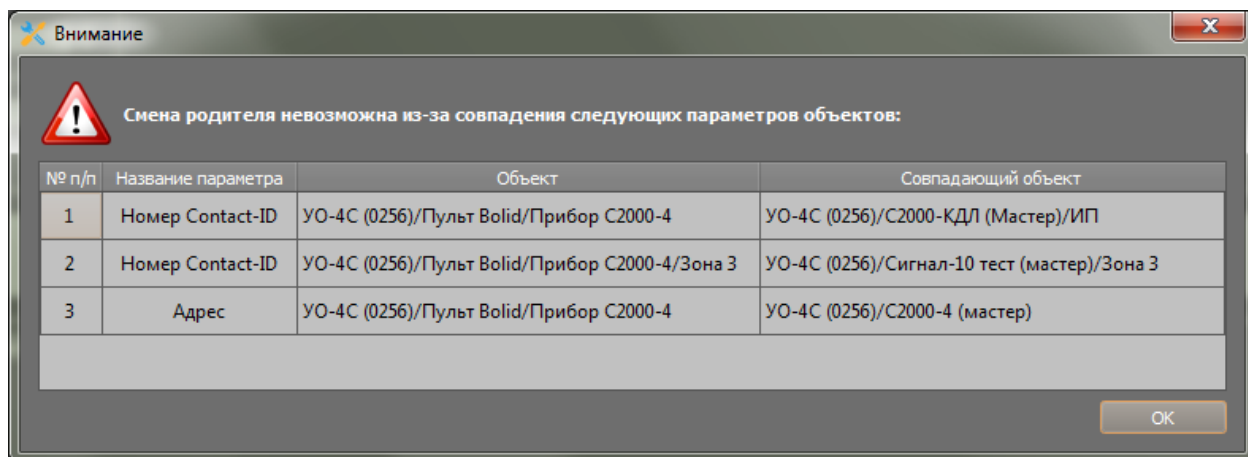 Внимание
Смена родителя невозможна из-за совпадения следующих параметров объектов:
№ п/п Название параметра Объект Совпадающий объект
1 Номер Contact-ID УО-4С (0256)/Пульт Bolid/Прибор С2000-4 УО-4С (0256)/С2000-КДЛ (Мастер)/ИП
2 Номер Contact-ID УО-4С (0256)/Пульт Bolid/Прибор С2000-4/Зона 3 УО-4С (0256)/Сигнал-10 тест (мастер)/Зона 3
3 Адрес УО-4С (0256)/Пульт Bolid/Прибор С2000-4 УО-4С (0256)/С2000-4 (мастер)
OK